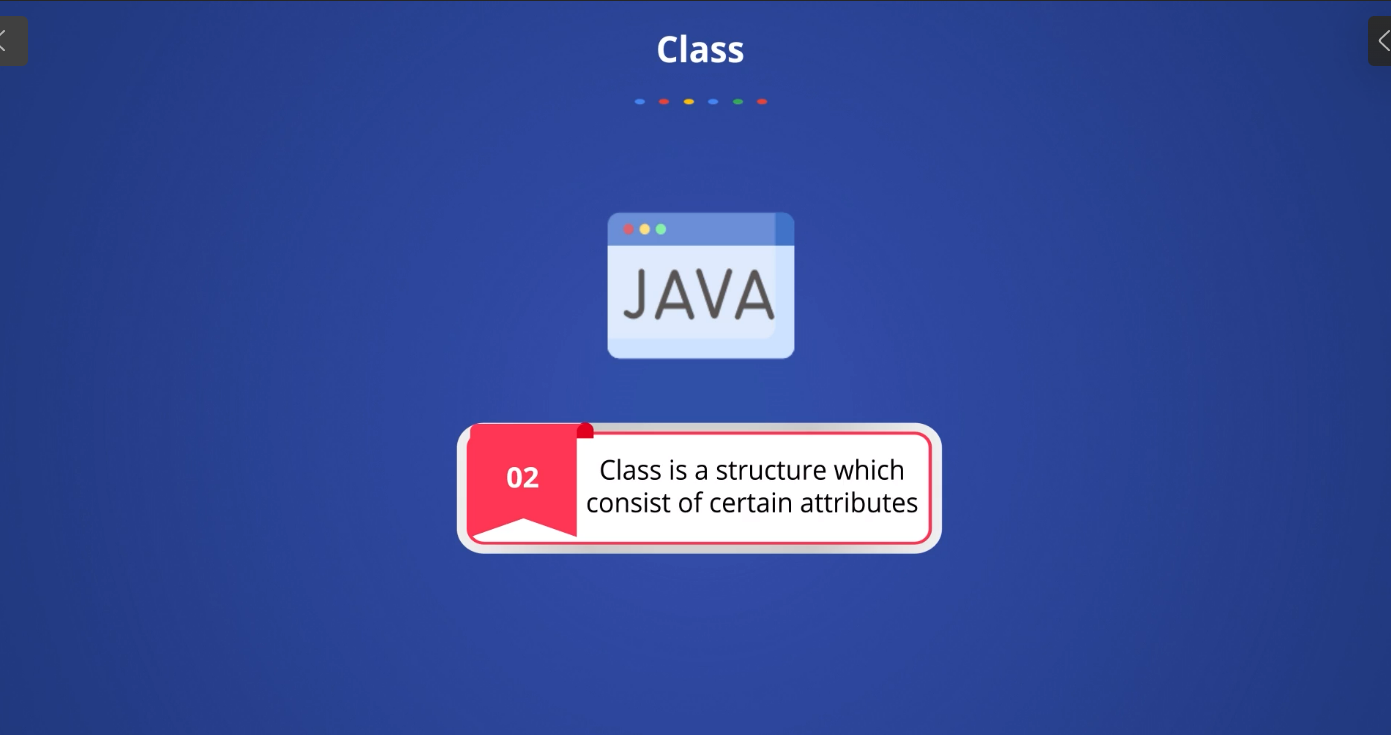 Class
JAVA
02
Class is a structure which
consist of certain attributes